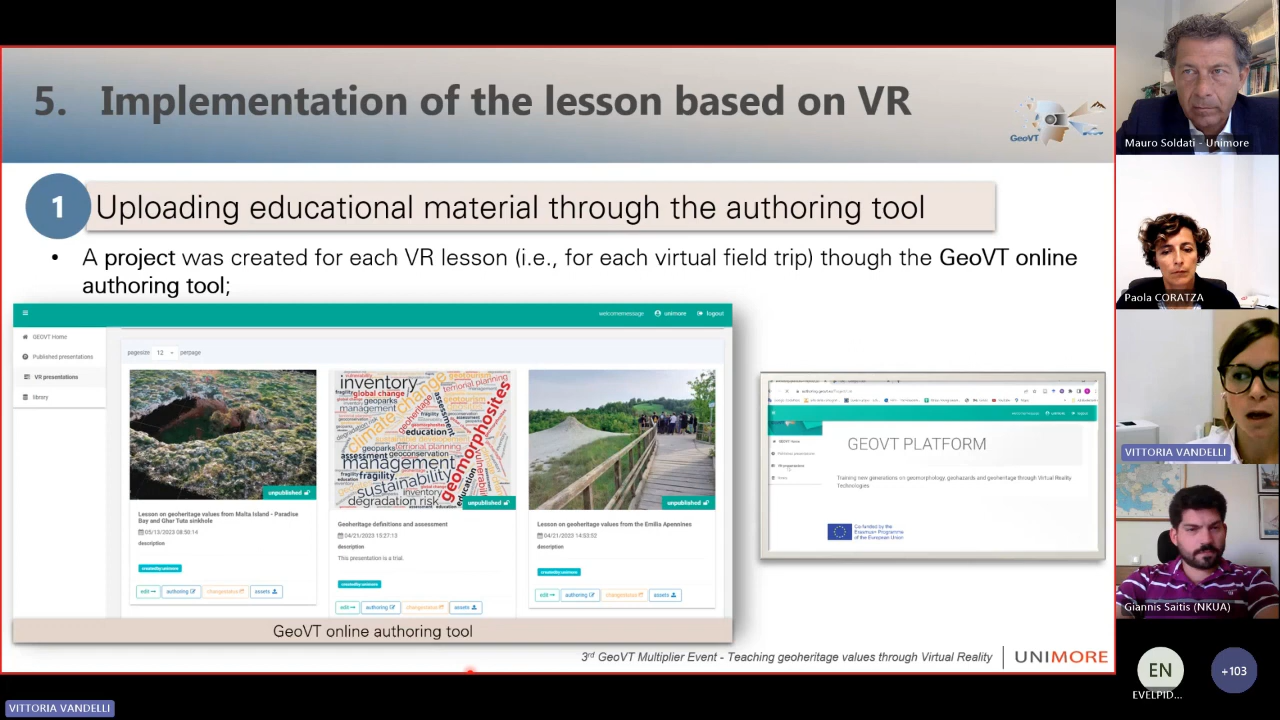 5. Implementation of the lesson based on VR
GeoVT
1
Uploading educational material through the authoring tool
• A project was created for each VR lesson (i.e., for each virtual field trip) though the GeoVT online
authoring tool;
welcomemessage unimore logout
GEOVT Home
Published presentations
VR presentations
library
pagesize 12 perpage
unpublished
Lesson on geoheritage values from Malta Island - Paradise
Bay and Ghar Tuta sinkhole
05/13/2023 08:50:14
description
createdby:unimore
edit authoring changestatus assets
inventory
global change
management
geoparks
assessment
education
geoconservation
fragility
sustainability
degradation risk
geomorphosites
unpublished
Geoheritage definitions and assessment
04/21/2023 15:27:13
description
This presentation is a trial.
createdby:unimore
edit authoring changestatus assets
unpublished
Lesson on geoheritage values from the Emilia Apennines
04/21/2023 14:53:52
description
createdby:unimore
edit authoring changestatus assets
GeoVT online authoring tool
GEOVT PLATFORM
Training new generations on geomorphology, geohazards and geoheritage through Virtual Reality
Technologies
Co-funded by the
Erasmus+ Programme
of the European Union
3rd GeoVT Multiplier Event - Teaching geoheritage values through Virtual Reality
UNIMORE
Mauro Soldati - Unimore
Paola CORATZA
VITTORIA VANDELLI
Giannis Saitis (NKUA)
EN
EVELPID...
+103
VITTORIA VANDELLI